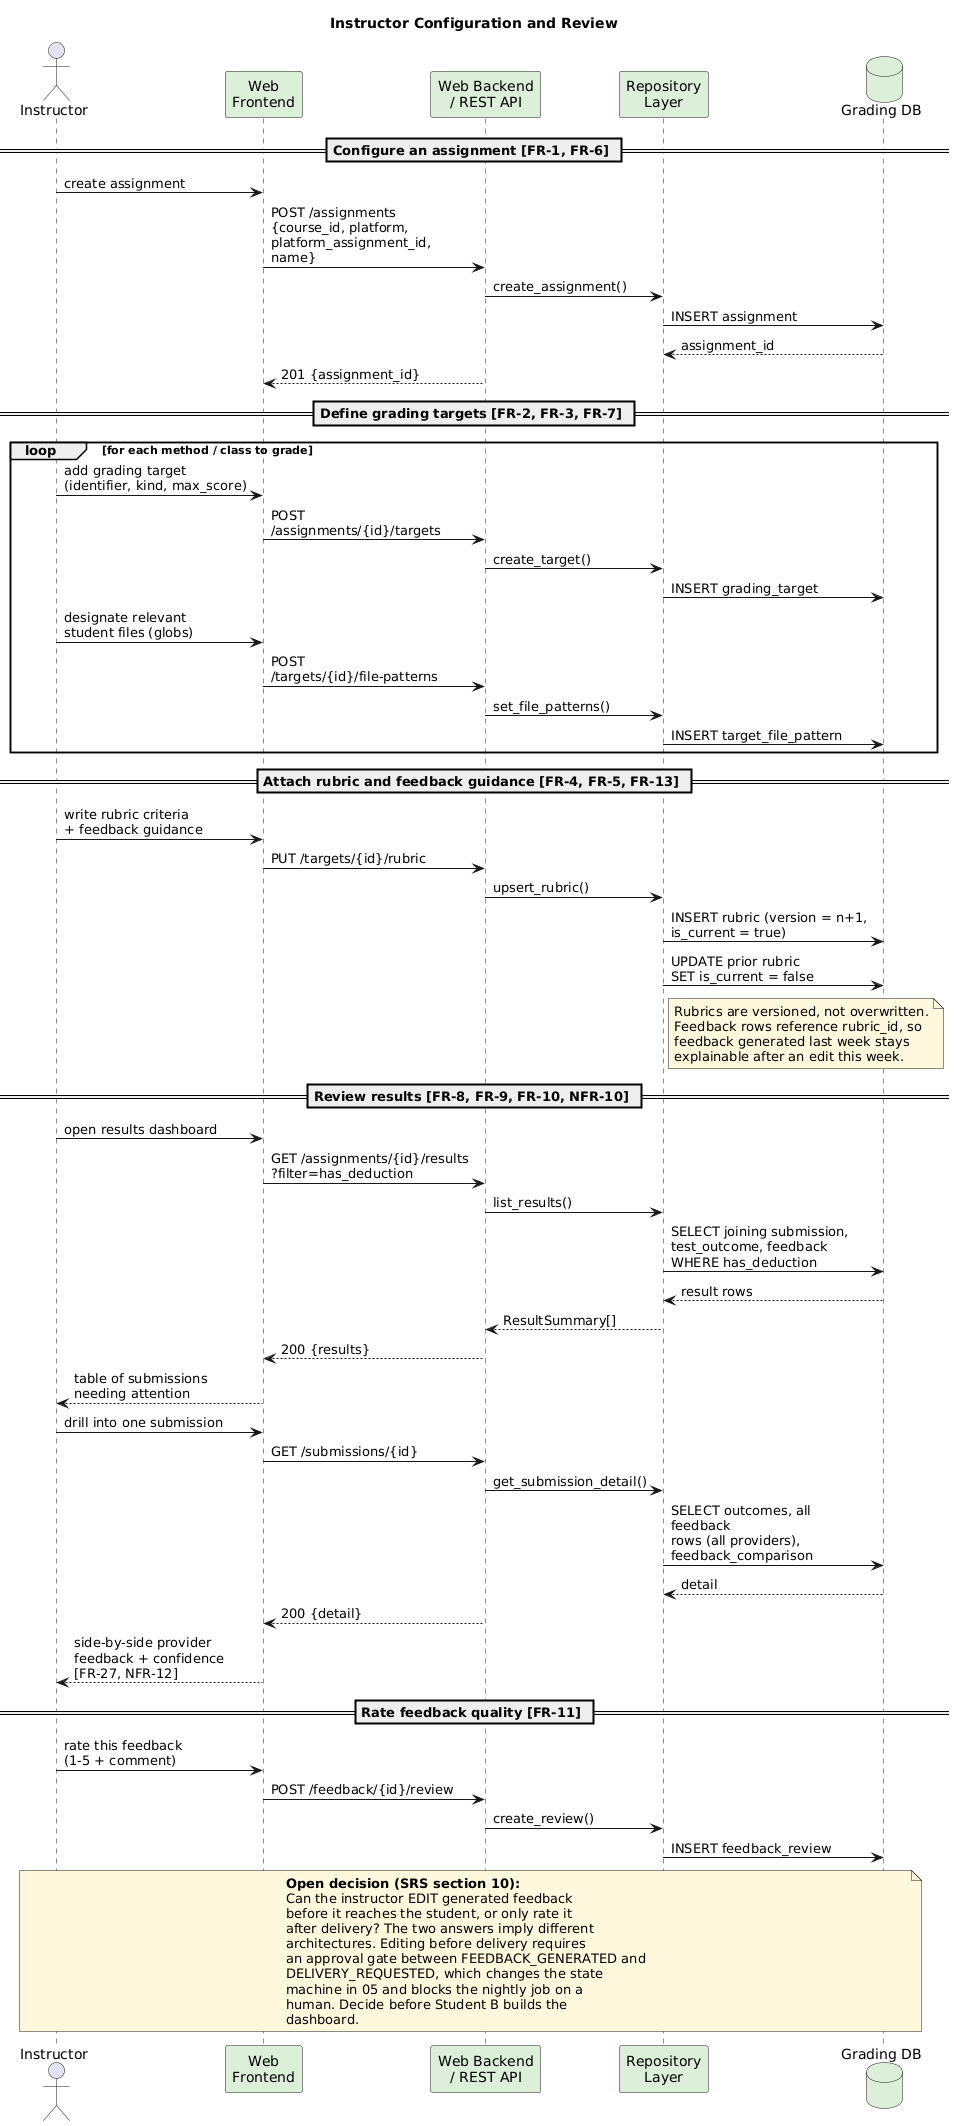 Instructor Configuration and Review
Instructor
Web
Frontend
Web Backend
/ REST API
Repository
Layer
Grading DB
Configure an assignment [FR-1, FR-6]
create assignment
POST /assignments
{course_id, platform,
platform_assignment_id,
name}
create_assignment()
INSERT assignment
assignment_id
201 {assignment_id}
Define grading targets [FR-2, FR-3, FR-7]
loop
[for each method / class to grade]
add grading target
(identifier, kind, max_score)
POST
/assignments/{id}/targets
create_target()
INSERT grading_target
designate relevant
student files (globs)
POST
/targets/{id}/file-patterns
set_file_patterns()
INSERT target_file_pattern
Attach rubric and feedback guidance [FR-4, FR-5, FR-13]
write rubric criteria
+ feedback guidance
PUT /targets/{id}/rubric
upsert_rubric()
INSERT rubric (version = n+1,
is_current = true)
UPDATE prior rubric
SET is_current = false
Rubrics are versioned, not overwritten.
Feedback rows reference rubric_id, so
feedback generated last week stays
explainable after an edit this week.
Review results [FR-8, FR-9, FR-10, NFR-10]
open results dashboard
GET /assignments/{id}/results
?filter=has_deduction
list_results()
SELECT joining submission,
test_outcome, feedback
WHERE has_deduction
result rows
ResultSummary[]
200 {results}
table of submissions
needing attention
drill into one submission
GET /submissions/{id}
get_submission_detail()
SELECT outcomes, all
feedback
rows (all providers),
feedback_comparison
detail
200 {detail}
side-by-side provider
feedback + confidence
[FR-27, NFR-12]
Rate feedback quality [FR-11]
rate this feedback
(1-5 + comment)
POST /feedback/{id}/review
create_review()
INSERT feedback_review
Open decision (SRS section 10):
Can the instructor EDIT generated feedback
before it reaches the student, or only rate it
after delivery? The two answers imply different
architectures. Editing before delivery requires
an approval gate between FEEDBACK_GENERATED and
DELIVERY_REQUESTED, which changes the state
machine in 05 and blocks the nightly job on a
human. Decide before Student B builds the
dashboard.
Instructor
Web
Frontend
Web Backend
/ REST API
Repository
Layer
Grading DB